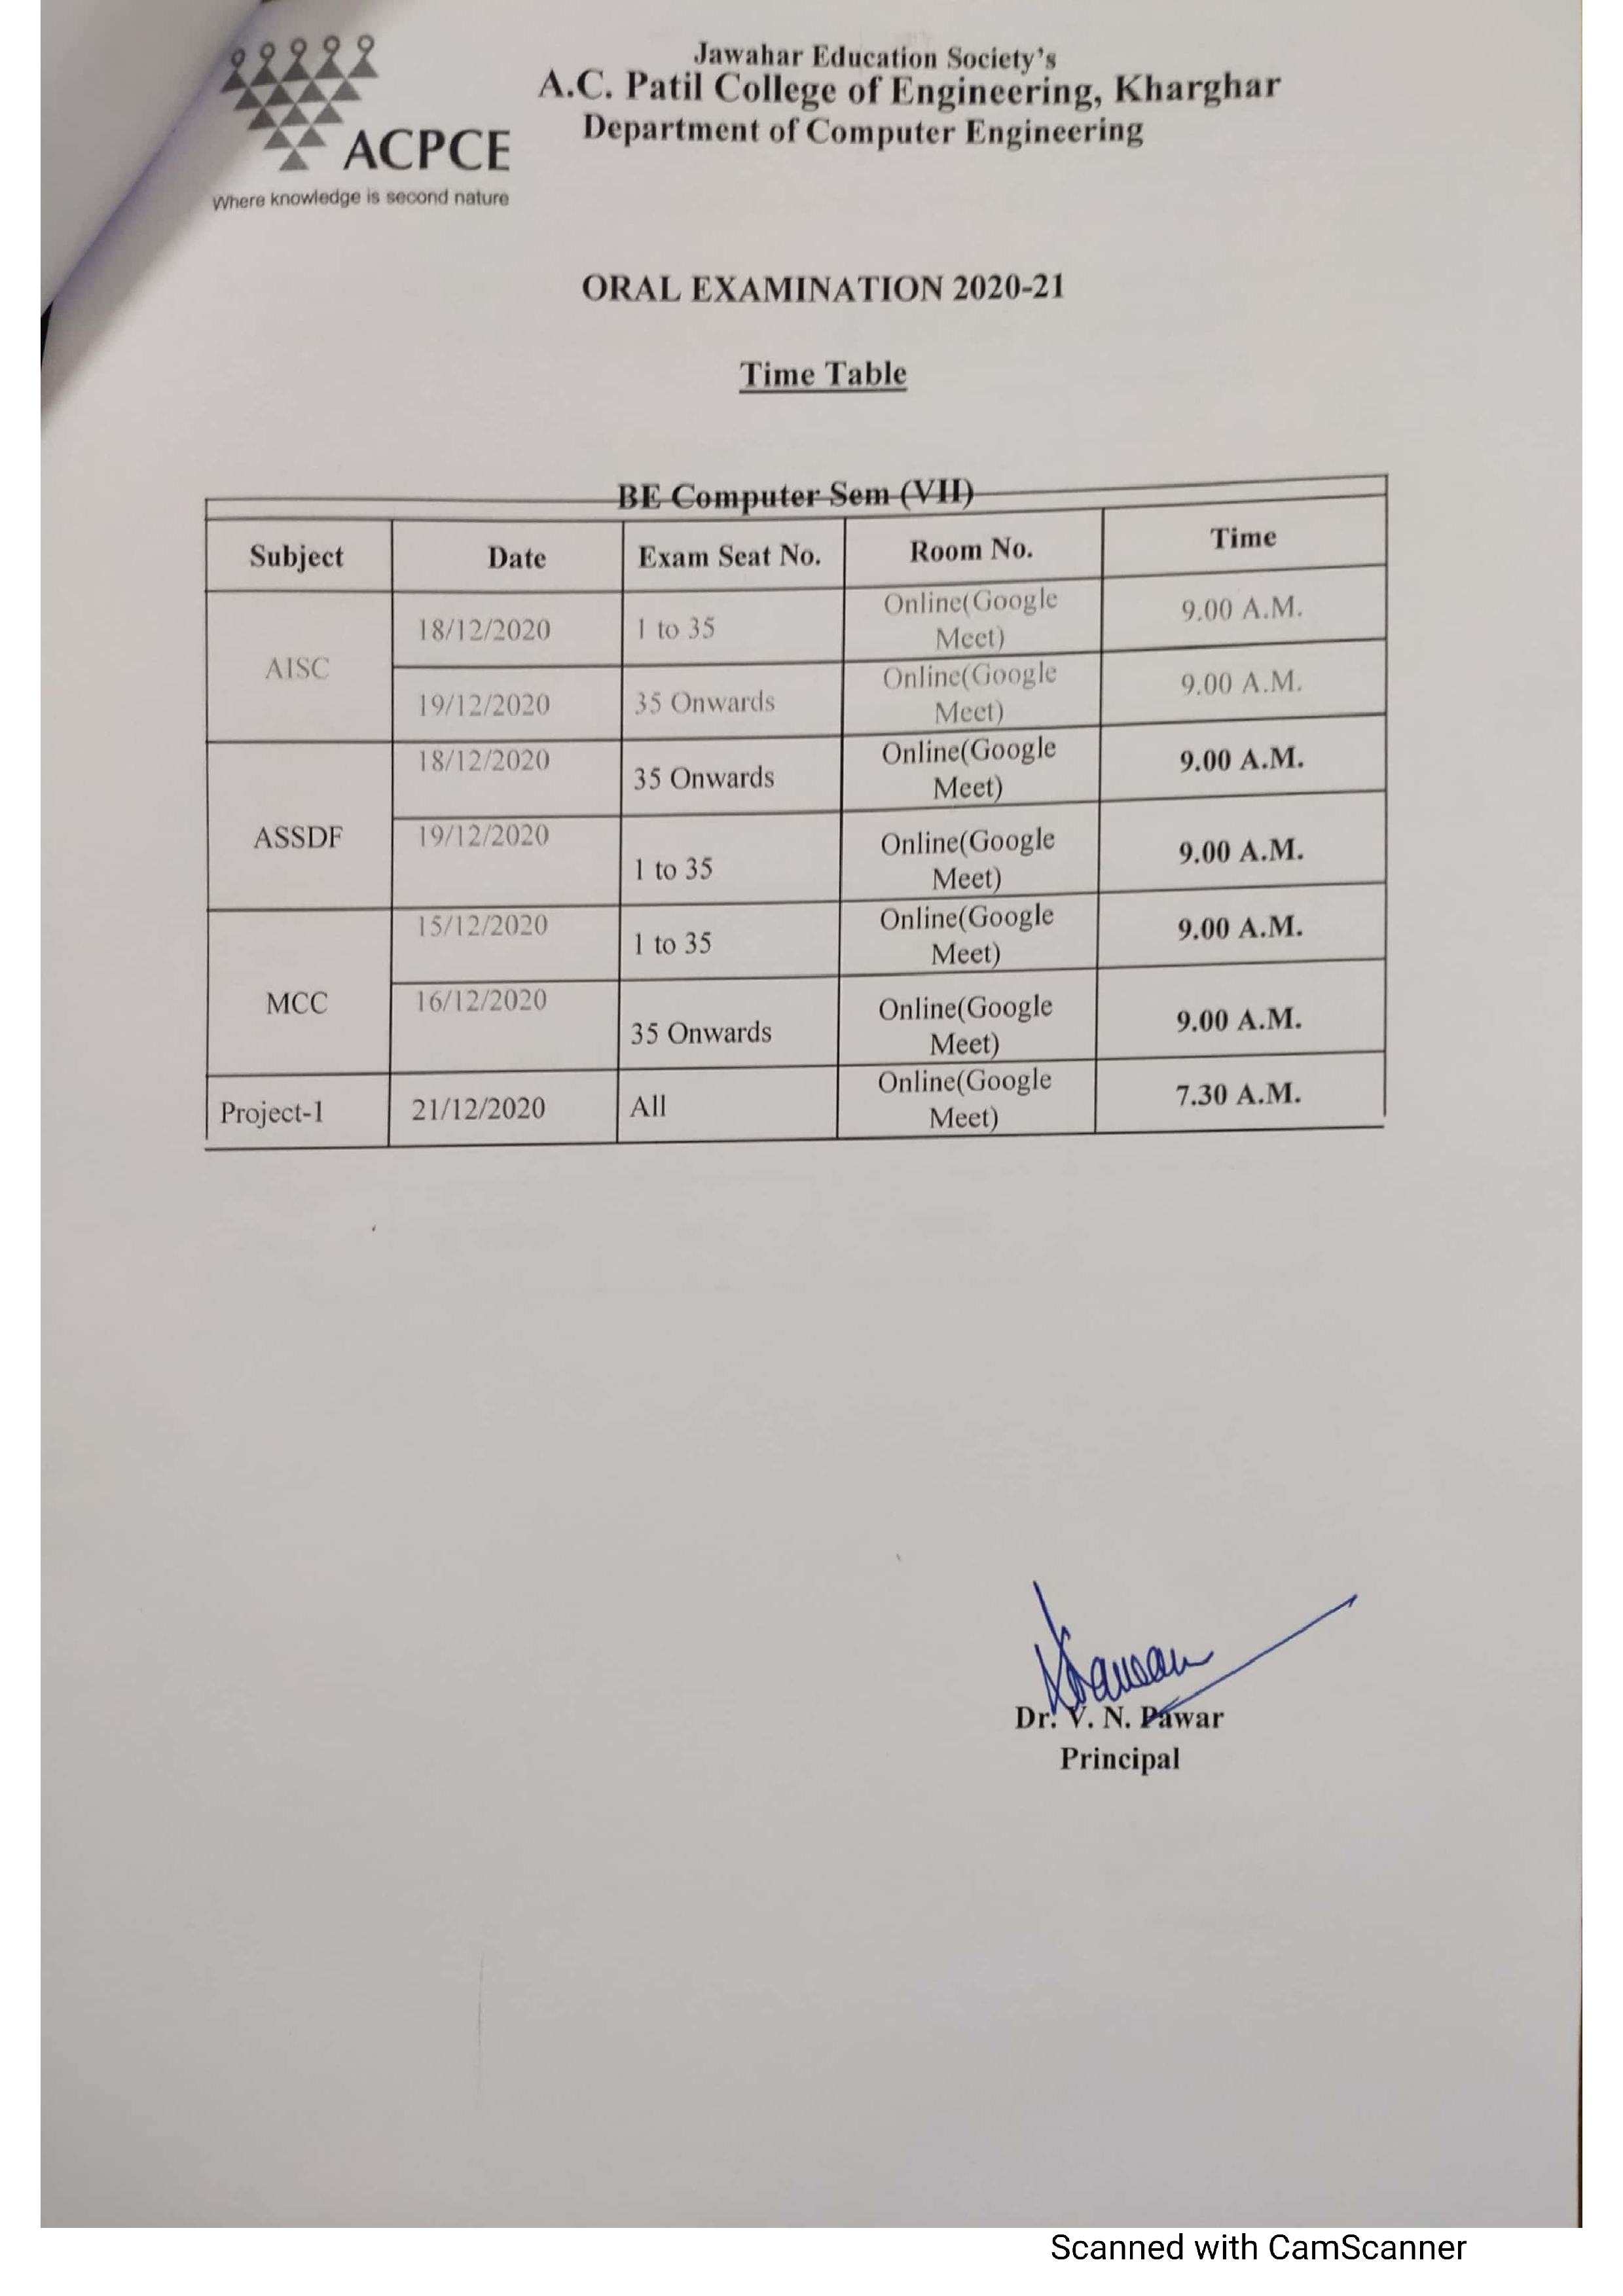 ACPCE
Where knowledge is second nature
Jawahar Education Society's
A.C. Patil College of Engineering, Kharghar
Department of Computer Engineering
ORAL EXAMINATION 2020-21
Time Table
BE Computer Sem (VII)
Subject Date Exam Seat No. Room No. Time
AISC 18/12/2020 1 to 35 Online(Google Meet) 9.00 A.M.
19/12/2020 35 Onwards Online(Google Meet) 9.00 A.M.
ASSDF 18/12/2020 35 Onwards Online(Google Meet) 9.00 A.M.
19/12/2020 1 to 35 Online(Google Meet) 9.00 A.M.
MCC 15/12/2020 1 to 35 Online(Google Meet) 9.00 A.M.
16/12/2020 35 Onwards Online(Google Meet) 9.00 A.M.
Project-1 21/12/2020 All Online(Google Meet) 7.30 A.M.
Dr. V. N. Pawar
Principal
Scanned with CamScanner